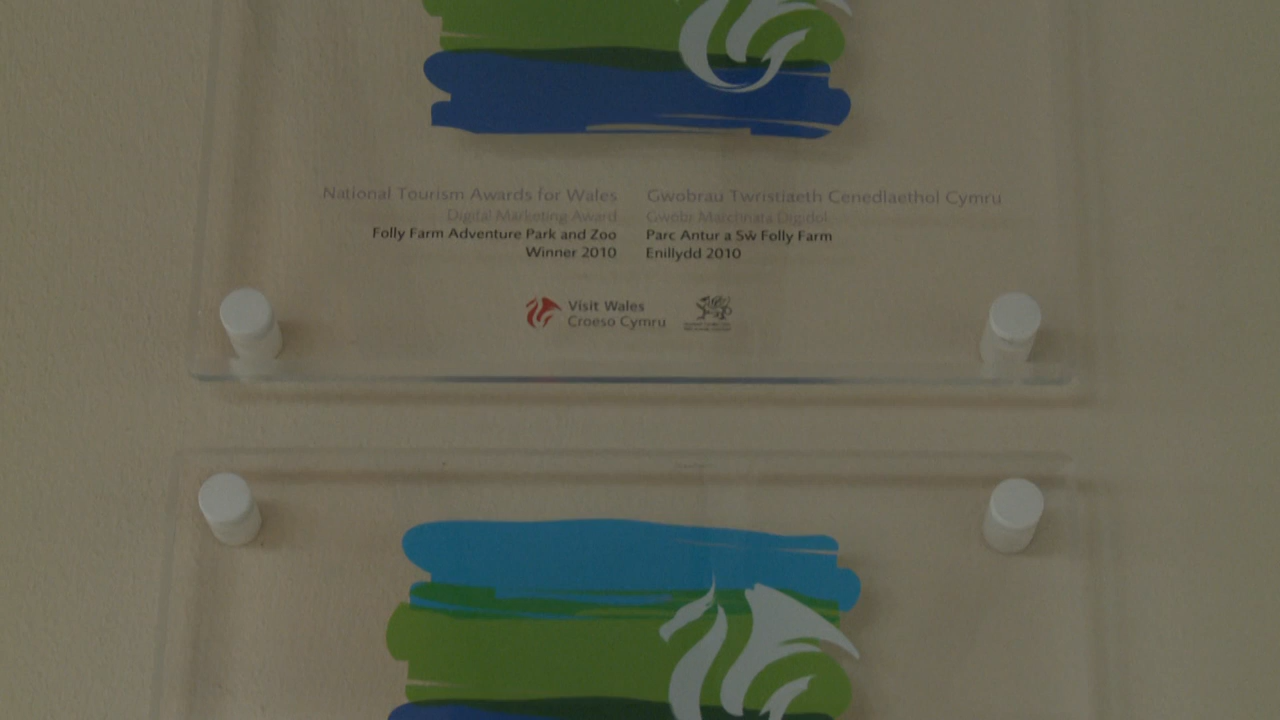 National Tourism Awards for Wales
Digital Marketing Award
Folly Farm Adventure Park and Zoo
Winner 2010
Gwobrau Twristiaeth Cenedlaethol Cymru
Gwobr Marchnata Digidol
Parc Antur a Sŵ Folly Farm
Enillydd 2010
Visit Wales
Croeso Cymru